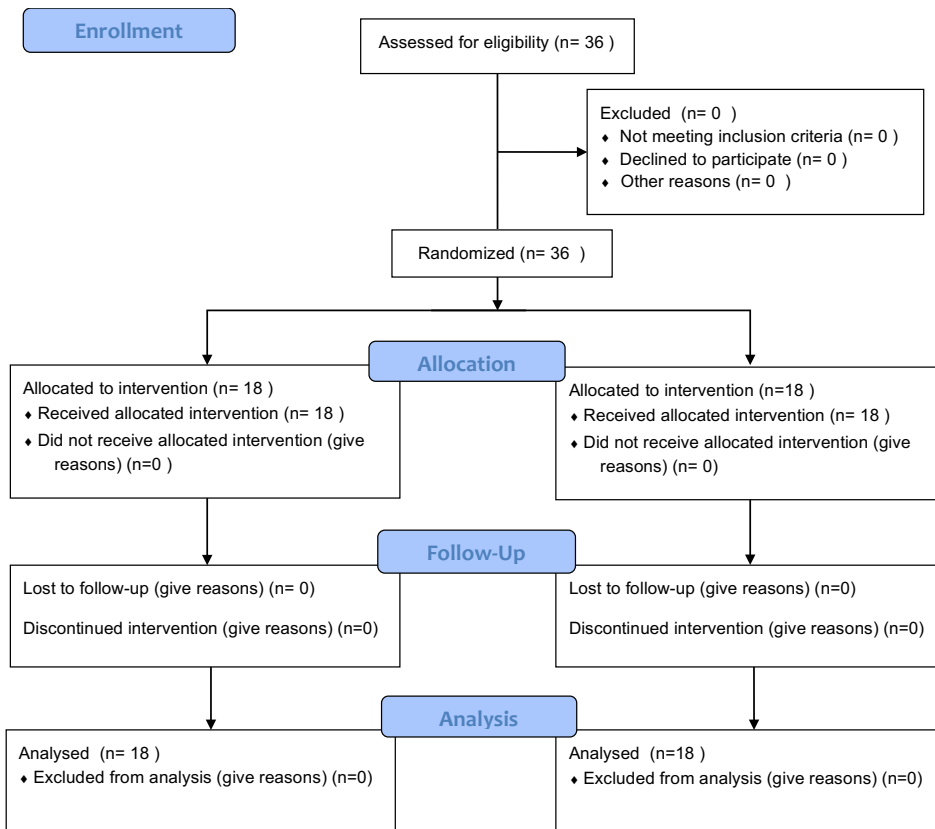 Enrollment
Assessed for eligibility (n= 36 )
Excluded (n= 0 )
♦ Not meeting inclusion criteria (n= 0 )
♦ Declined to participate (n= 0 )
♦ Other reasons (n= 0 )
Randomized (n= 36 )
Allocation
Allocated to intervention (n= 18 )
♦ Received allocated intervention (n= 18 )
♦ Did not receive allocated intervention (give
reasons) (n=0 )
Allocated to intervention (n=18 )
♦ Received allocated intervention (n= 18 )
♦ Did not receive allocated intervention (give
reasons) (n= 0)
Follow-Up
Lost to follow-up (give reasons) (n= 0)
Discontinued intervention (give reasons) (n=0)
Lost to follow-up (give reasons) (n=0)
Discontinued intervention (give reasons) (n=0)
Analysis
Analysed (n= 18 )
♦ Excluded from analysis (give reasons) (n=0)
Analysed (n=18 )
♦ Excluded from analysis (give reasons) (n=0)